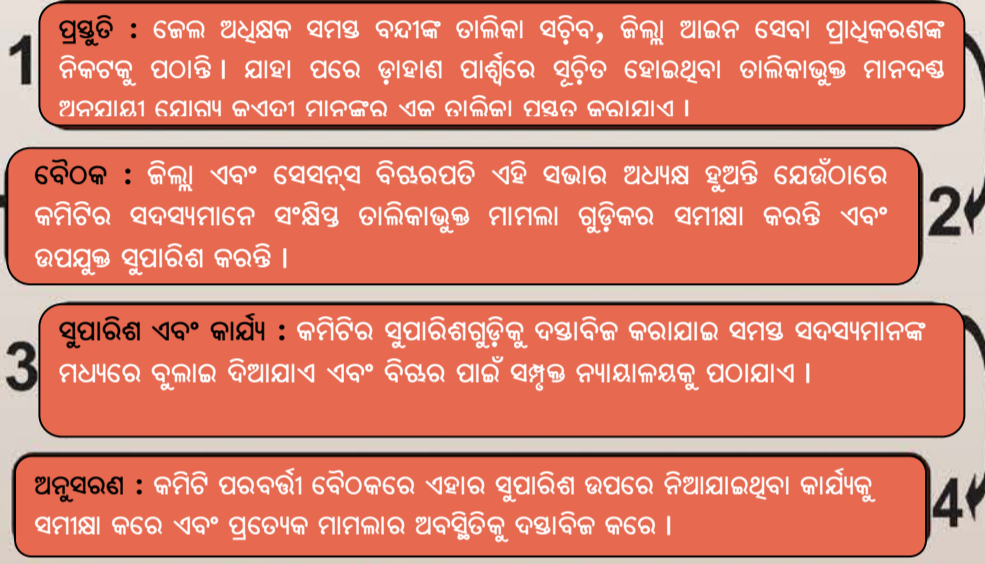 1
ପ୍ରସ୍ତୁତି : ଜେଲ ଅଧିକ୍ଷକ ସମସ୍ତ ବନ୍ଦୀଙ୍କ ତାଲିକା ସଚ଼ିବ, ଜିଲ୍ଲା ଆଇନ ସେବା ପ୍ରାଧିକରଣଙ୍କ
ନିକଟକୁ ପଠାନ୍ତି। ଯାହା ପରେ ଡ଼ାହାଣ ପାର୍ଶ୍ୱରେ ସୂଚ଼ିତ ହୋଇଥିବା ତାଲିକାଭୁକ୍ତ ମାନଦଣ୍ଡ
ଅନୁଯାୟୀ ଯୋଗ୍ୟ କଏଦୀ ମାନଙ୍କର ଏକ ତାଲିକା ପ୍ରସ୍ତୁତ କରାଯାଏ ।
ବୈଠକ : ଜିଲ୍ଲା ଏବଂ ସେସନ୍‌ସ ବିଚ଼ାରପତି ଏହି ସଭାର ଅଧ୍ୟକ୍ଷ ହୁଅନ୍ତି ଯେଉଁଠାରେ
କମିଟିର ସଦସ୍ୟମାନେ ସଂକ୍ଷିପ୍ତ ତାଲିକାଭୁକ୍ତ ମାମଲା ଗୁଡ଼ିକର ସମୀକ୍ଷା କରନ୍ତି ଏବଂ
ଉପଯୁକ୍ତ ସୁପାରିଶ କରନ୍ତି ।
2
3
ସୁପାରିଶ ଏବଂ କାର୍ଯ୍ୟ : କମିଟିର ସୁପାରିଶଗୁଡ଼ିକୁ ଦସ୍ତାବିଜ କରାଯାଇ ସମସ୍ତ ସଦସ୍ୟମାନଙ୍କ
ମଧ୍ୟରେ ବୁଲାଇ ଦିଆଯାଏ ଏବଂ ବିଚ଼ାର ପାଇଁ ସମ୍ପୃକ୍ତ ନ୍ୟାୟାଳୟକୁ ପଠାଯାଏ ।
ଅନୁସରଣ : କମିଟି ପରବର୍ତ୍ତୀ ବୈଠକରେ ଏହାର ସୁପାରିଶ ଉପରେ ନିଆଯାଇଥିବା କାର୍ଯ୍ୟକୁ
ସମୀକ୍ଷା କରେ ଏବଂ ପ୍ରତ୍ୟେକ ମାମଲାର ଅବସ୍ଥିତିକୁ ଦସ୍ତାବିଜ କରେ ।
4